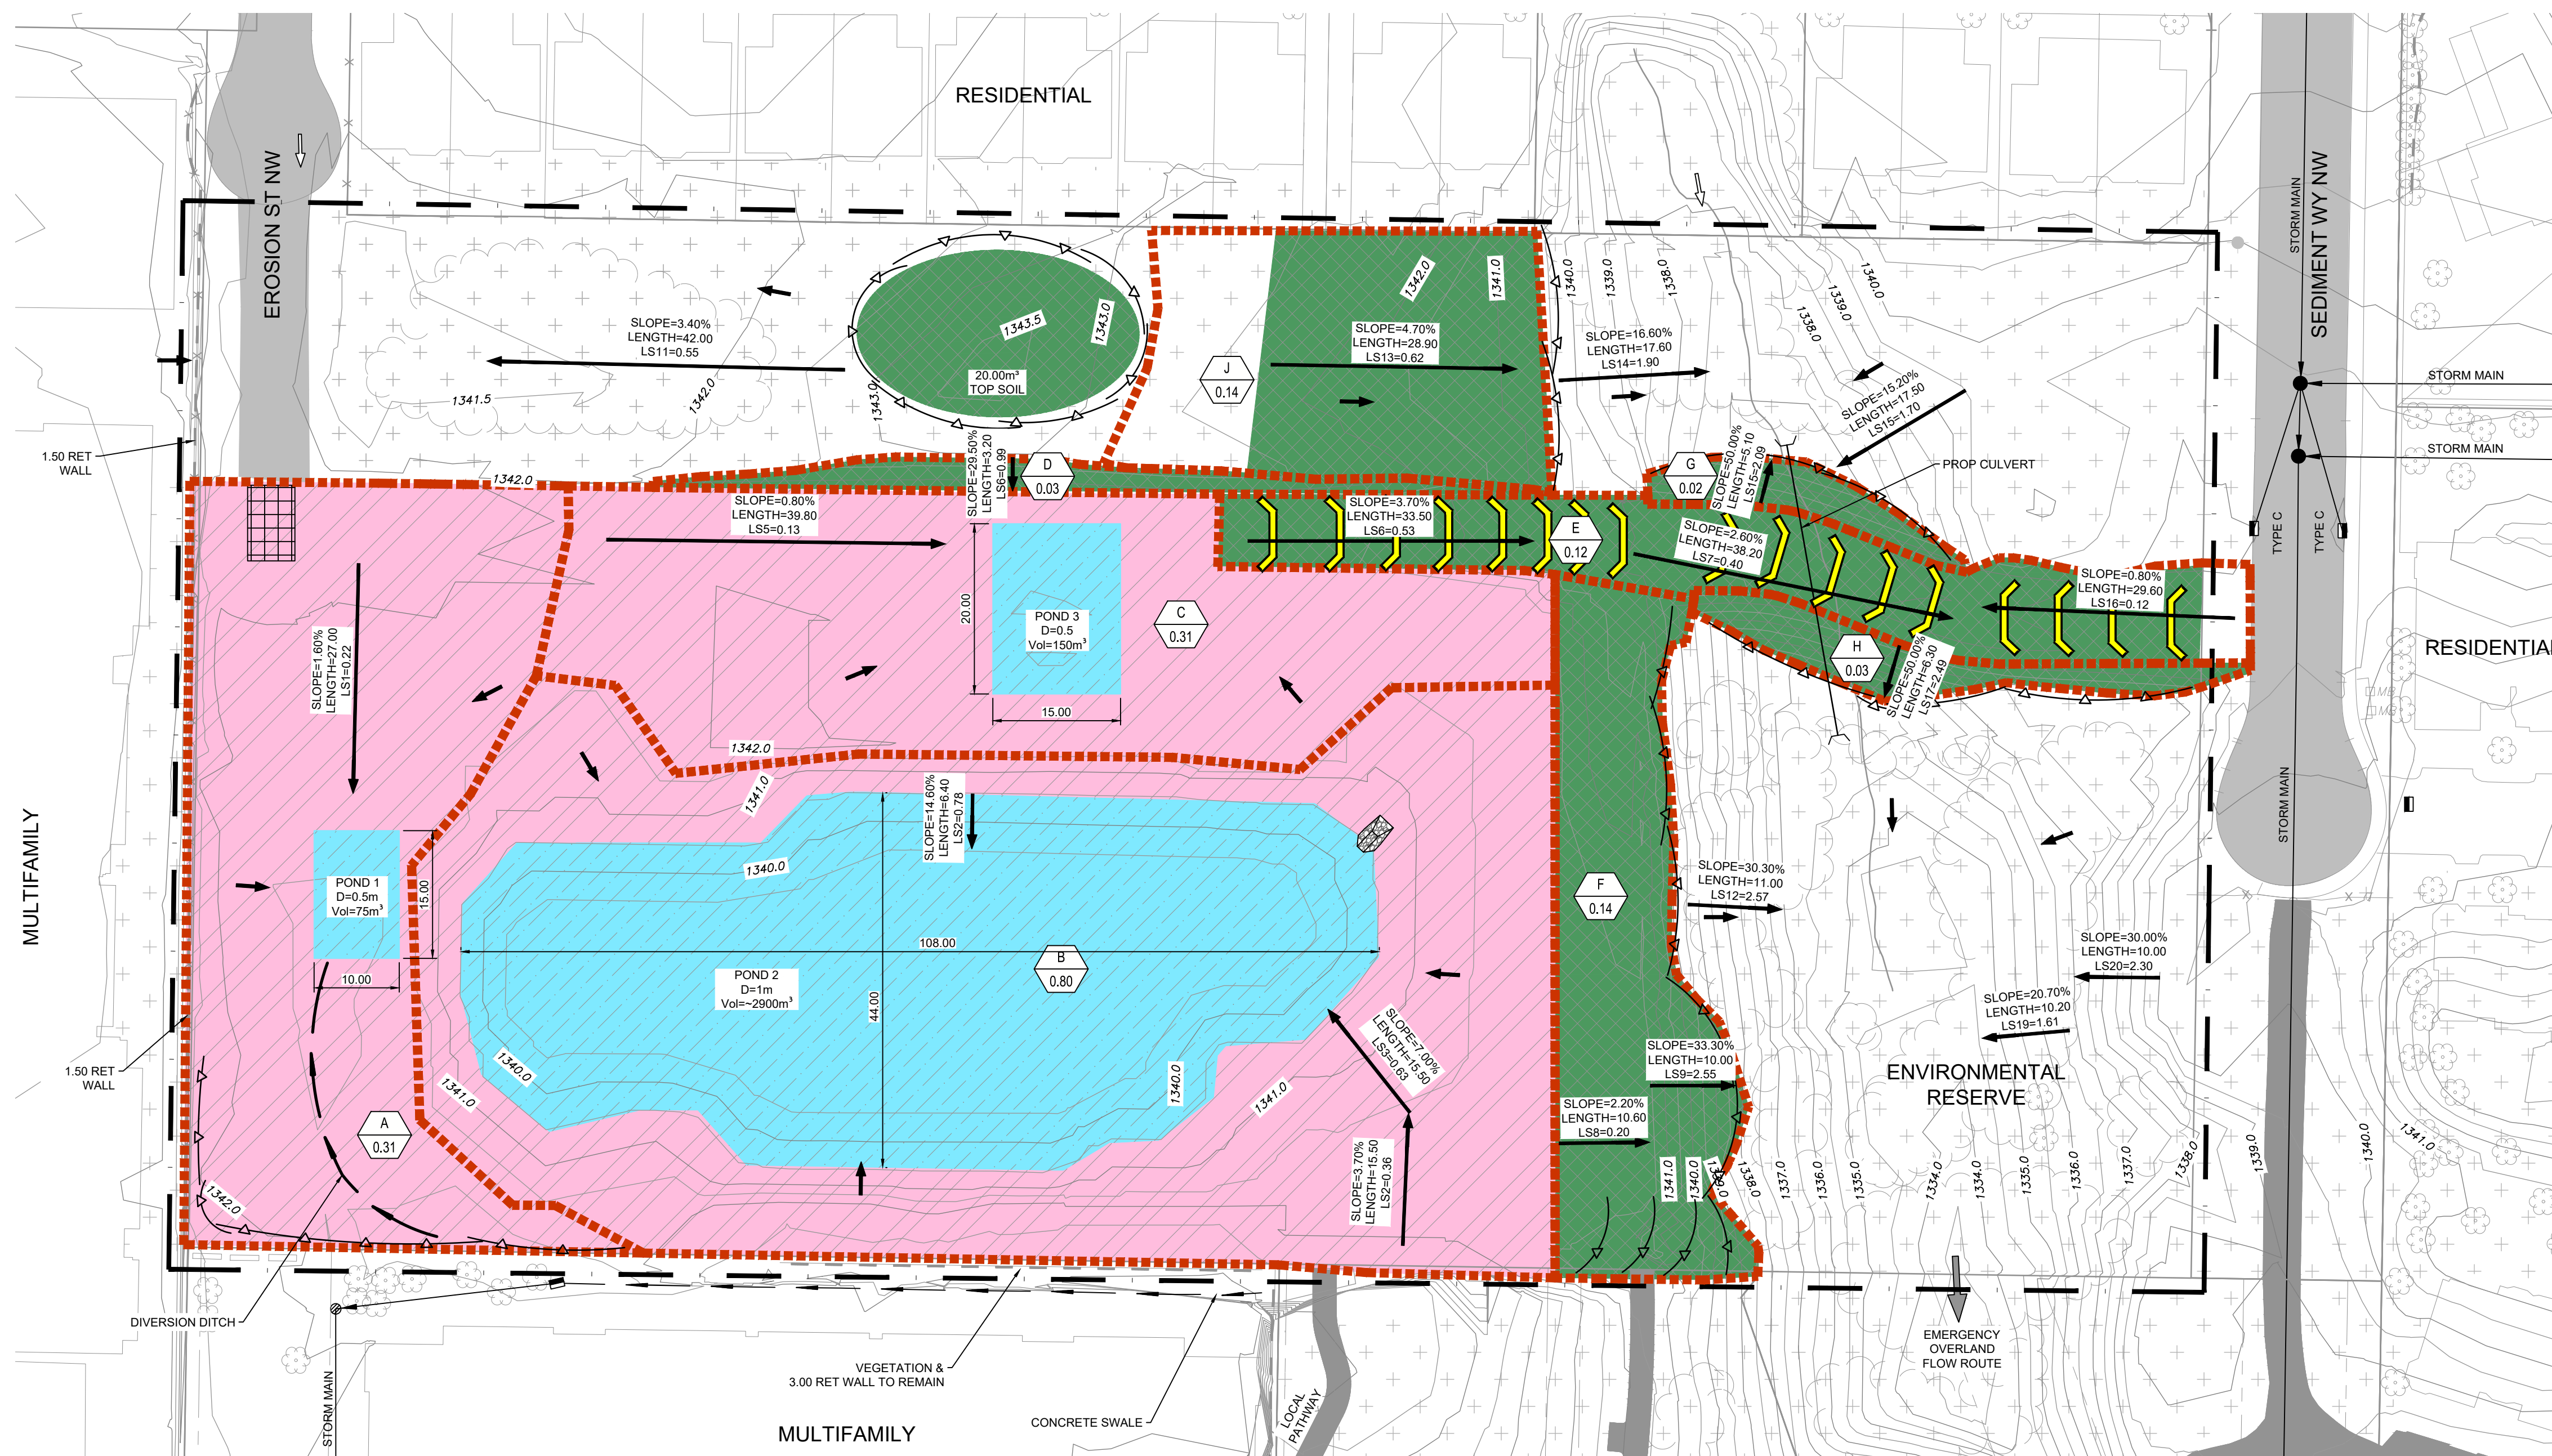 RESIDENTIAL
EROSION ST NW
SEDIMENT WY NW
STORM MAIN
1340.0
1339.0
1338.0
1340.0
1339.0
1338.0
1342.0
1341.0
1343.5
1343.0
SLOPE=3.40%
LENGTH=42.00
LS11=0.55
SLOPE=4.70%
LENGTH=28.90
LS13=0.62
SLOPE=16.60%
LENGTH=17.60
LS14=1.90
SLOPE=15.20%
LENGTH=17.50
LS15=1.70
20.00m³
TOP SOIL
J
0.14
STORM MAIN
1341.5
1342.0
1343.0
1.50 RET
WALL
STORM MAIN
SLOPE=29.50%
LENGTH=3.20
LS6=0.99
D
0.03
G
0.02
SLOPE=50.00%
LENGTH=5.10
LS15=2.09
PROP CULVERT
1342.0
SLOPE=0.80%
LENGTH=39.80
LS5=0.13
SLOPE=3.70%
LENGTH=33.50
LS6=0.53
E
0.12
SLOPE=2.60%
LENGTH=38.20
LS7=0.40
TYPE C
TYPE C
SLOPE=0.80%
LENGTH=29.60
LS16=0.12
20.00
POND 3
D=0.5
Vol=150m³
C
0.31
15.00
SLOPE=1.60%
LENGTH=27.00
LS1=0.22
H
0.03
SLOPE=50.00%
LENGTH=6.30
LS17=2.49
RESIDENTIAL
MB
MB
1342.0
1341.0
SLOPE=14.60%
LENGTH=6.40
LS2=0.78
STORM MAIN
MULTIFAMILY
1340.0
POND 1
D=0.5m
Vol=75m³
15.00
10.00
F
0.14
SLOPE=30.30%
LENGTH=11.00
LS12=2.57
108.00
B
0.80
POND 2
D=1m
Vol=~2900m³
44.00
SLOPE=30.00%
LENGTH=10.00
LS20=2.30
SLOPE=20.70%
LENGTH=10.20
LS19=1.61
SLOPE=7.00%
LENGTH=15.50
LS3=0.63
SLOPE=33.30%
LENGTH=10.00
LS9=2.55
1.50 RET
WALL
1340.0
1341.0
1340.0
1341.0
ENVIRONMENTAL
RESERVE
SLOPE=2.20%
LENGTH=10.60
LS8=0.20
A
0.31
SLOPE=3.70%
LENGTH=15.50
LS2=0.36
1342.0
1341.0
1340.0
1338.0
1337.0
1336.0
1335.0
1334.0
1334.0
1335.0
1336.0
1337.0
1338.0
1339.0
1340.0
1341.0
DIVERSION DITCH
EMERGENCY
OVERLAND
FLOW ROUTE
VEGETATION &
3.00 RET WALL TO REMAIN
CONCRETE SWALE
STORM MAIN
MULTIFAMILY
LOCAL
PATHWAY